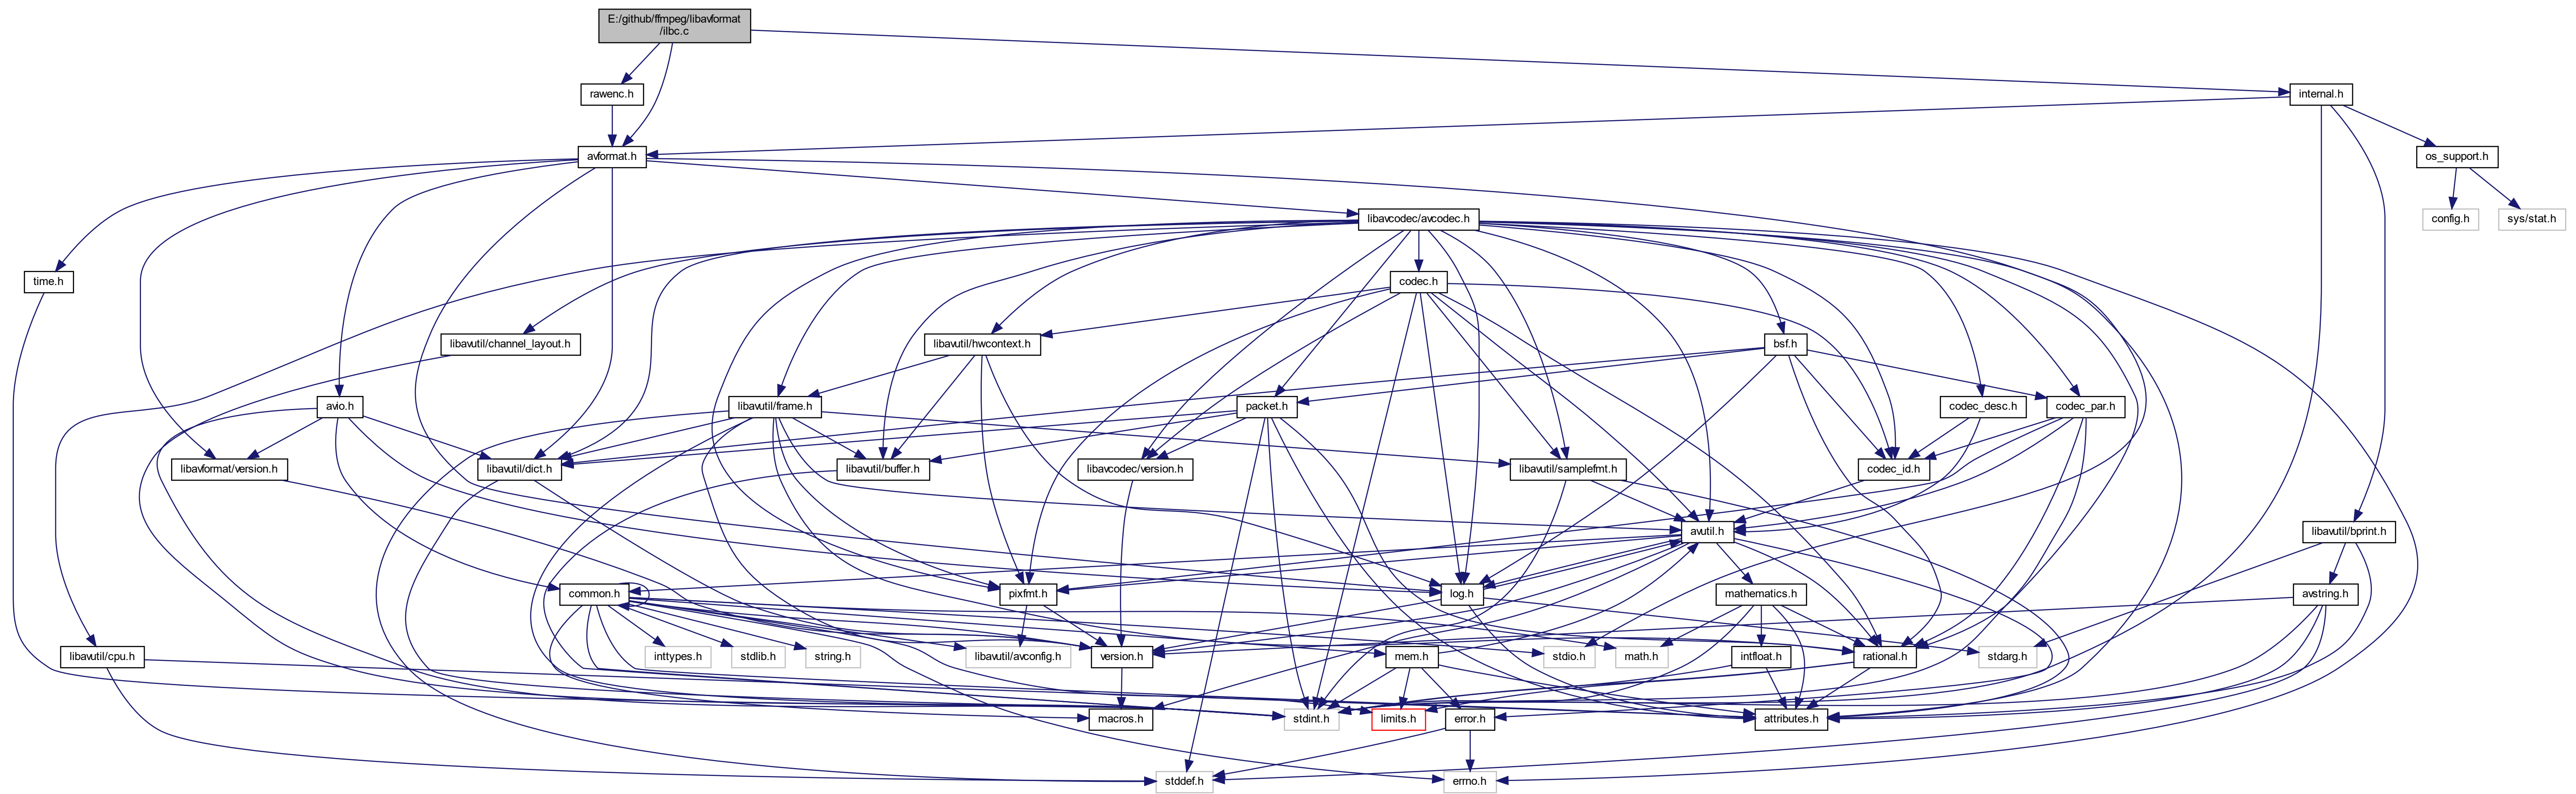 E:/github/ffmpeg/libavformat
/ilbc.c
rawenc.h
internal.h
avformat.h
os_support.h
libavcodec/avcodec.h
config.h
sys/stat.h
time.h
codec.h
libavutil/channel_layout.h
libavutil/hwcontext.h
bsf.h
avio.h
libavutil/frame.h
packet.h
codec_desc.h
codec_par.h
libavformat/version.h
libavutil/dict.h
libavutil/buffer.h
libavcodec/version.h
libavutil/samplefmt.h
codec_id.h
avutil.h
libavutil/bprint.h
common.h
pixfmt.h
log.h
mathematics.h
avstring.h
libavutil/cpu.h
inttypes.h
stdlib.h
string.h
libavutil/avconfig.h
version.h
mem.h
stdio.h
math.h
intfloat.h
rational.h
stdarg.h
macros.h
stdint.h
limits.h
error.h
attributes.h
stddef.h
errno.h